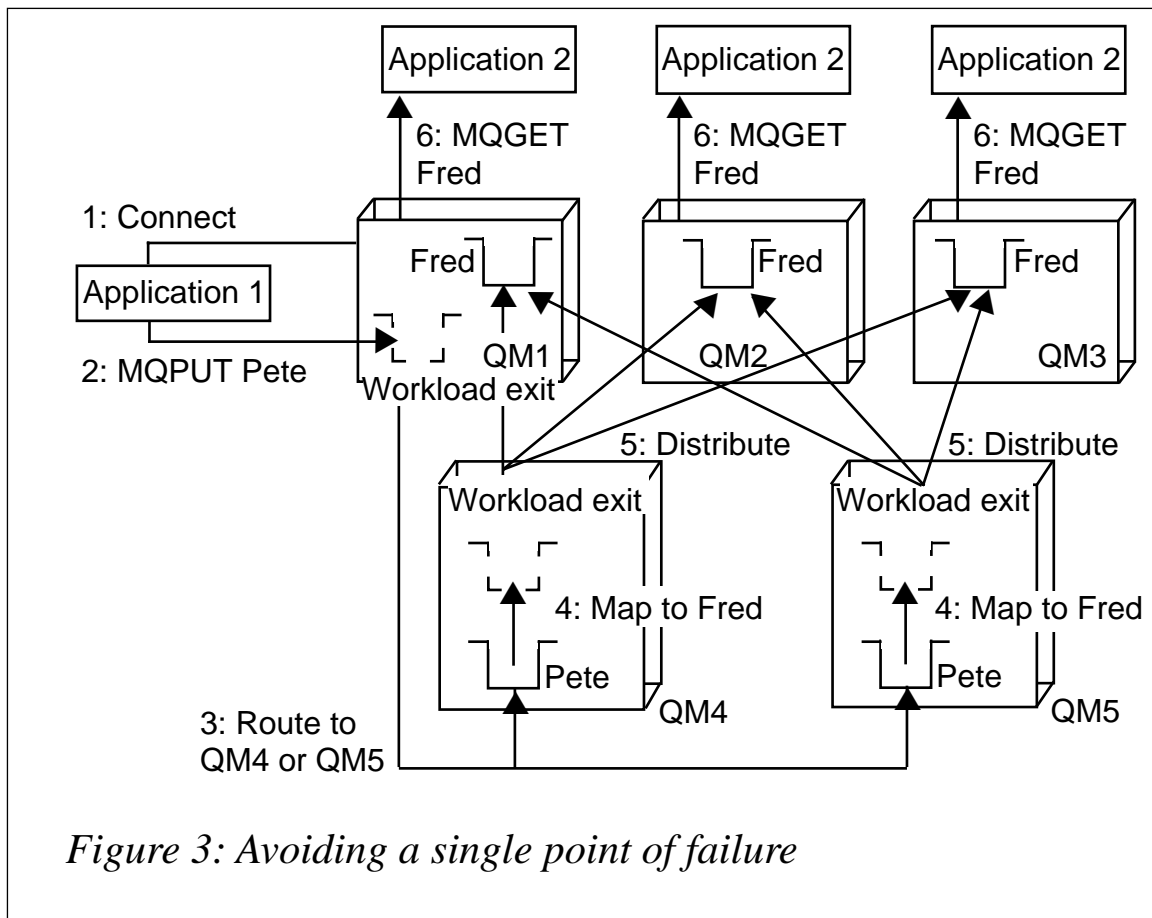 Application 2
Application 2
Application 2
6: MQGET
Fred
6: MQGET
Fred
6: MQGET
Fred
1: Connect
Application 1
2: MQPUT Pete
Fred
QM1
Workload exit
Fred
QM2
Fred
QM3
5: Distribute
5: Distribute
Workload exit
4: Map to Fred
Pete
QM4
Workload exit
4: Map to Fred
Pete
QM5
3: Route to
QM4 or QM5
Figure 3: Avoiding a single point of failure